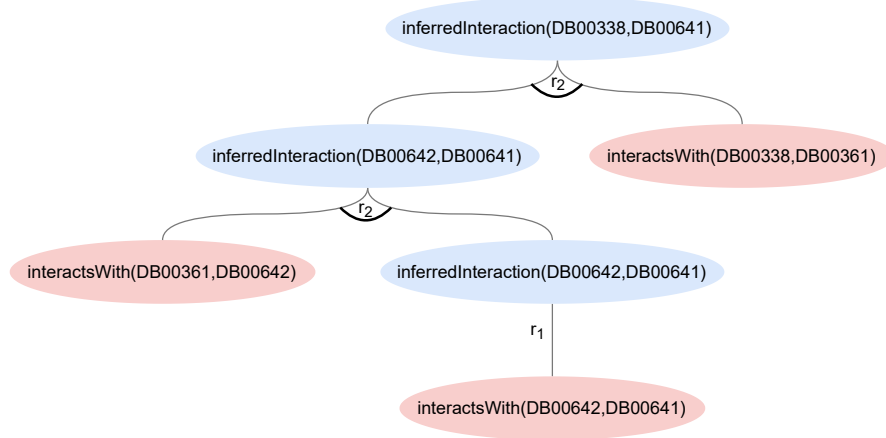 inferredInteraction(DB00338,DB00641)
r2
inferredInteraction(DB00642,DB00641)
interactsWith(DB00338,DB00361)
r2
interactsWith(DB00361,DB00642)
inferredInteraction(DB00642,DB00641)
r1
interactsWith(DB00642,DB00641)